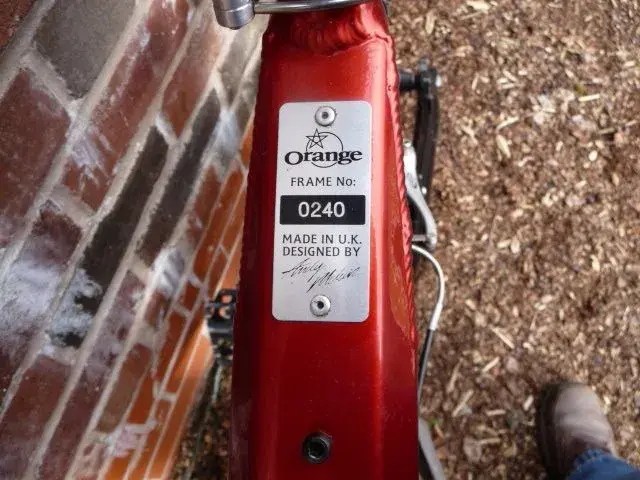 Orange
FRAME No:
0240
MADE IN U.K.
DESIGNED BY